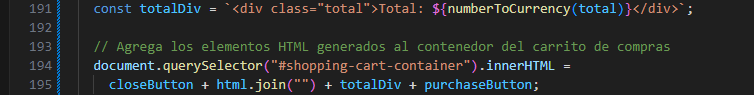 191 const totalDiv = `<div class="total">Total: ${numberToCurrency(total)}</div>`;
192
193 // Agrega los elementos HTML generados al contenedor del carrito de compras
194 document.querySelector("#shopping-cart-container").innerHTML =
195 closeButton + html.join("") + totalDiv + purchaseButton;